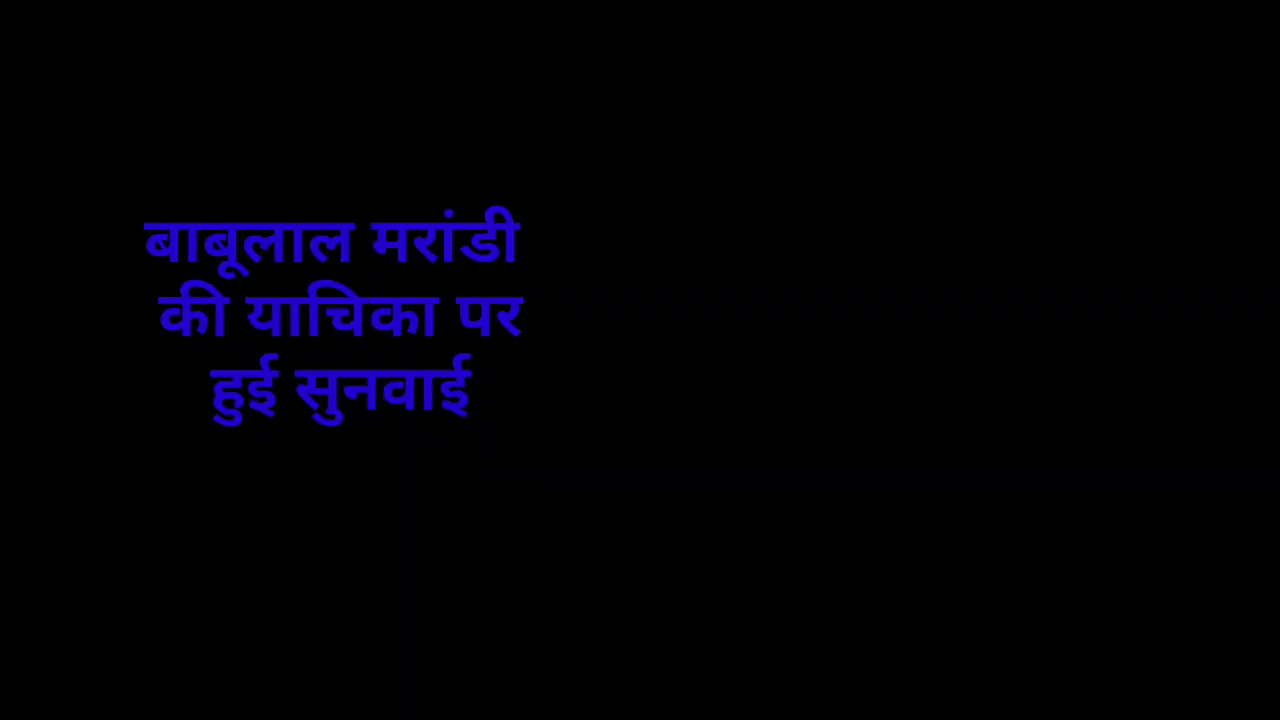 बाबूलाल मरांडी
की याचिका पर
हुई सुनवाई